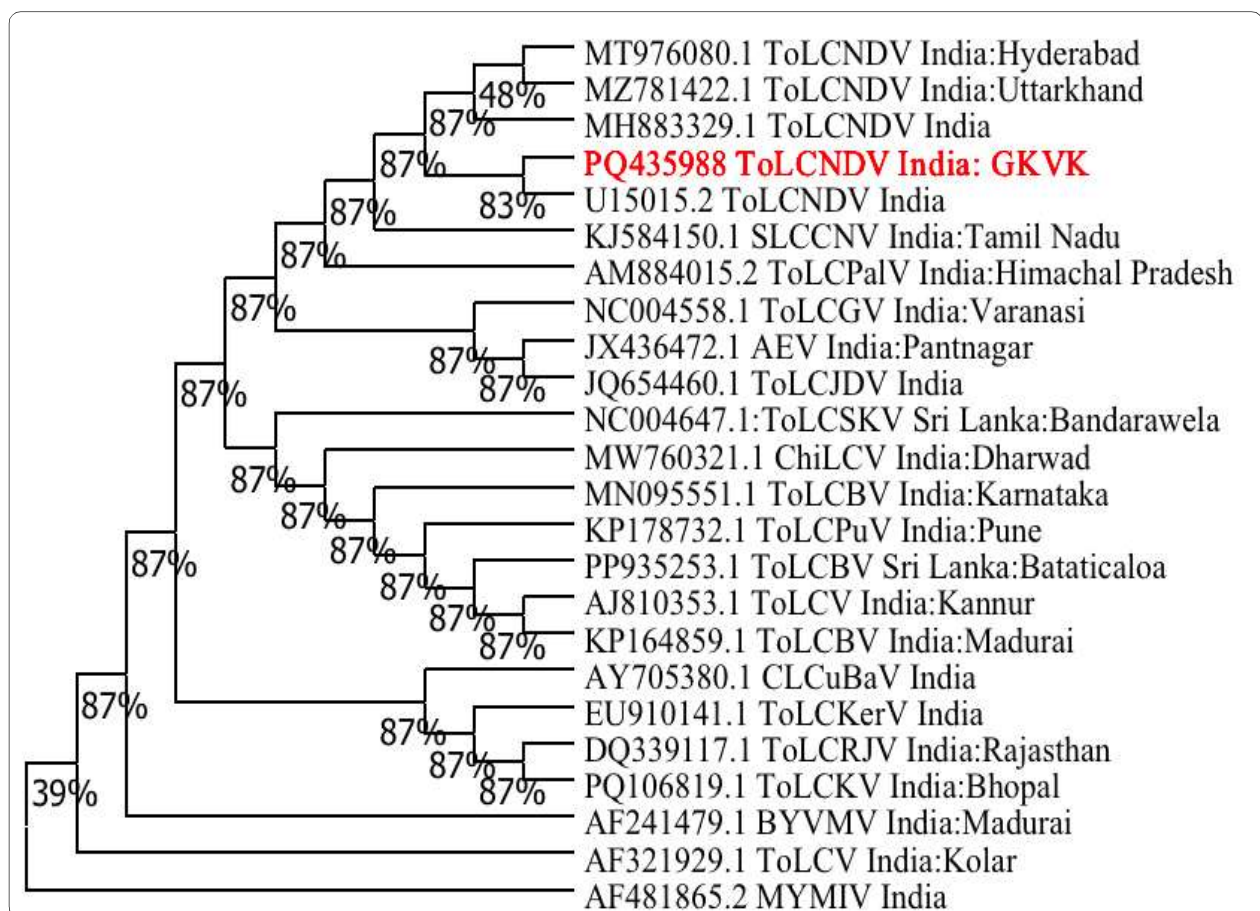 MT976080.1 ToLCNDV India:Hyderabad
48%
MZ781422.1 ToLCNDV India:Uttarkhand
87%
MH883329.1 ToLCNDV India
87%
PQ435988 ToLCNDV India: GKVK
83%
U15015.2 ToLCNDV India
87%
KJ584150.1 SLCCNV India:Tamil Nadu
87%
AM884015.2 ToLCPalV India:Himachal Pradesh
87%
NC004558.1 ToLCGV India:Varanasi
87%
JX436472.1 AEV India:Pantnagar
87%
JQ654460.1 ToLCJDV India
87%
NC004647.1:ToLCSKV Sri Lanka:Bandarawela
87%
MW760321.1 ChiLCV India:Dharwad
87%
MN095551.1 ToLCBV India:Karnataka
87%
KP178732.1 ToLCPuV India:Pune
87%
87%
PP935253.1 ToLCBV Sri Lanka:Bataticaloa
87%
AJ810353.1 ToLCV India:Kannur
87%
KP164859.1 ToLCBV India:Madurai
AY705380.1 CLCuBaV India
87%
87%
EU910141.1 ToLCKerV India
87%
DQ339117.1 ToLCRJV India:Rajasthan
87%
PQ106819.1 ToLCKV India:Bhopal
39%
AF241479.1 BYVMV India:Madurai
AF321929.1 ToLCV India:Kolar
AF481865.2 MYMIV India